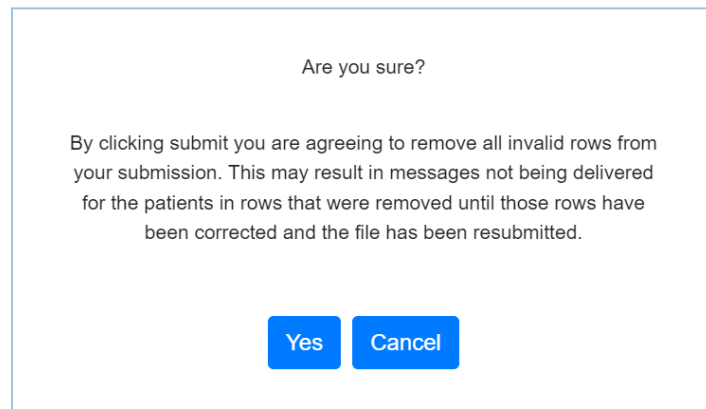 Are you sure?
By clicking submit you are agreeing to remove all invalid rows from
your submission. This may result in messages not being delivered
for the patients in rows that were removed until those rows have
been corrected and the file has been resubmitted.
Yes Cancel